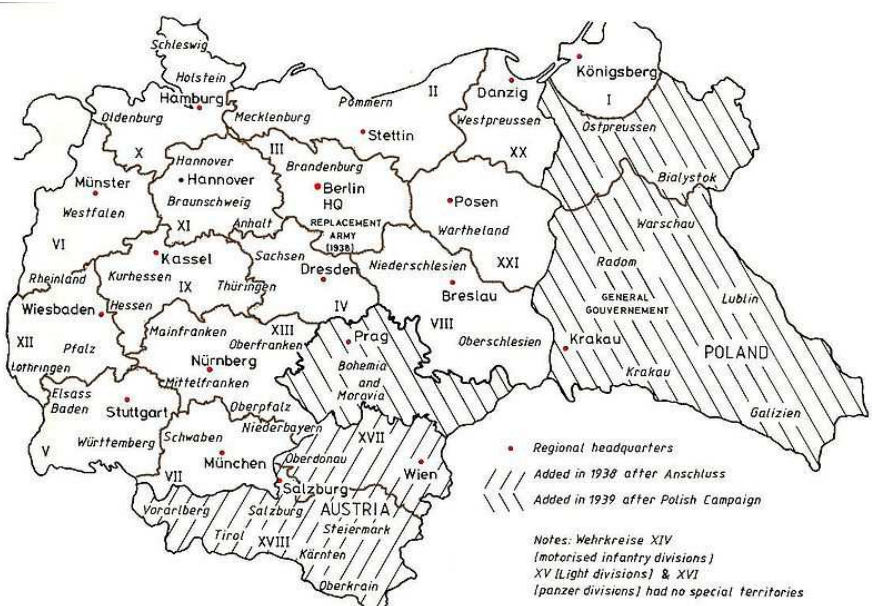 Schleswig
Holstein
Hamburg
Oldenburg
X
Mecklenburg
Pommern
II
Stettin
Danzig
Westpreussen
XX
Königsberg
I
Ostpreussen
Bialystok
Münster
Westfalen
VI
Rheinland
Hannover
Hannover
Braunschweig
XI
Anhalt
III
Brandenburg
Berlin
HQ
REPLACEMENT
ARMY
[1938]
Posen
Wartheland
XXI
Warschau
Radom
GENERAL
GOUVERNEMENT
Lublin
Krakau
Krakau
POLAND
Galizien
Kassel
Kurhessen
IX
Hessen
Thüringen
Sachsen
Dresden
IV
Niederschlesien
Breslau
VIII
Oberschlesien
Wiesbaden
XII
Pfalz
Lothringen
Mainfranken
XIII
Oberfranken
Nürnberg
Mittelfranken
Oberpfalz
Prag
Bohemia
and
Moravia
Elsass
Baden
Stuttgart
Württemberg
V
Schwaben
Niederbayern
München
VII
XVII
Oberdonau
Wien
Salzburg
Vorarlberg
Salzburg
AUSTRIA
Tirol
XVIII
Steiermark
Kärnten
Oberkrain
Regional headquarters
Added in 1938 after Anschluss
Added in 1939 after Polish Campaign
Notes: Wehrkreise XIV
[motorised infantry divisions]
XV [Light divisions] & XVI
[panzer divisions] had no special territories